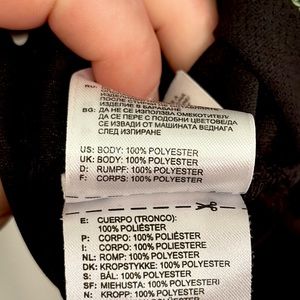 ИЗДЕЛИЕ В БАРАБАНЕ
BG: ДА НЕ СЕ ИЗПОЛЗВА ОМЕКОТИТЕЛ/
ДА СЕ ПЕРЕ С ПОДОБНИ ЦВЕТОВЕ/ДА
СЕ ИЗВАДИ ОТ МАШИНАТА ВЕДНАГА
СЛЕД ИЗПИРАНЕ
US: BODY: 100% POLYESTER
UK: BODY: 100% POLYESTER
D: RUMPF: 100% POLYESTER
F: CORPS: 100% POLYESTER
E: CUERPO (TRONCO):
100% POLIÉSTER
P: CORPO: 100% POLIÉSTER
I: CORPO: 100% POLIESTERE
NL: ROMP: 100% POLYESTER
DK: KROPSTYKKE: 100% POLYESTER
S: BÅL: 100% POLYESTER
SF: MIEHUSTA: 100% POLYESTERI
N: KROPP: 100% POLYESTER